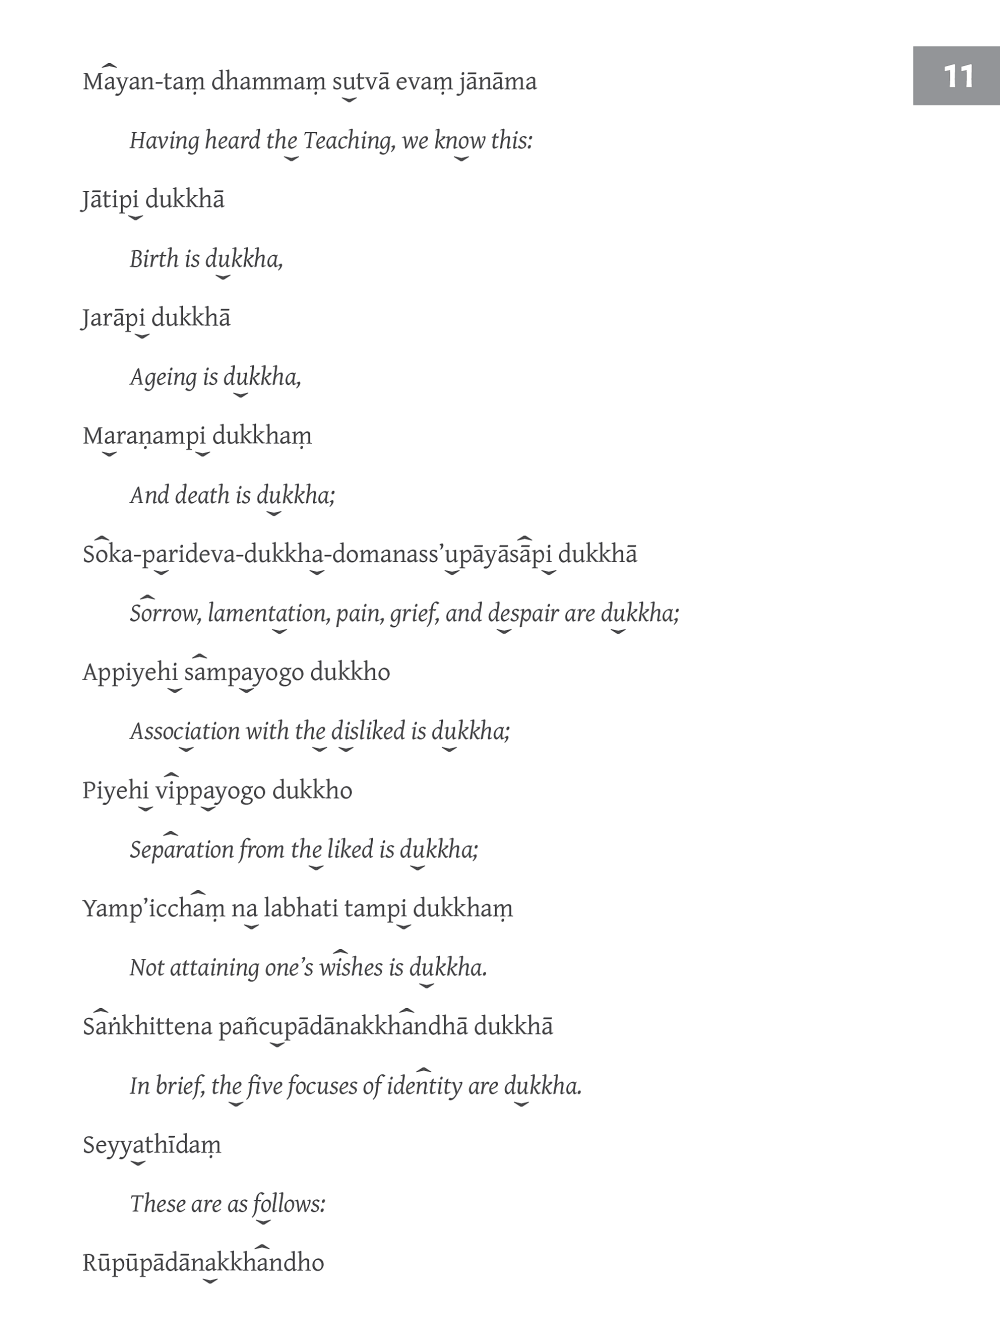 11
Mayan-taṃ dhammaṃ sutvā evaṃ jānāma
Having heard the Teaching, we know this:
Jātipi dukkhā
Birth is dukkha,
Jarāpi dukkhā
Ageing is dukkha,
Maraṇampi dukkhaṃ
And death is dukkha;
Soka-parideva-dukkha-domanass’upāyāsāpi dukkhā
Sorrow, lamentation, pain, grief, and despair are dukkha;
Appiyehi sampayogo dukkho
Association with the disliked is dukkha;
Piyehi vippayogo dukkho
Separation from the liked is dukkha;
Yamp’icchaṃ na labhati tampi dukkhaṃ
Not attaining one’s wishes is dukkha.
Saṅkhittena pañcupādānakkhandhā dukkhā
In brief, the five focuses of identity are dukkha.
Seyyathīdaṃ
These are as follows:
Rūpūpādānakkhandho